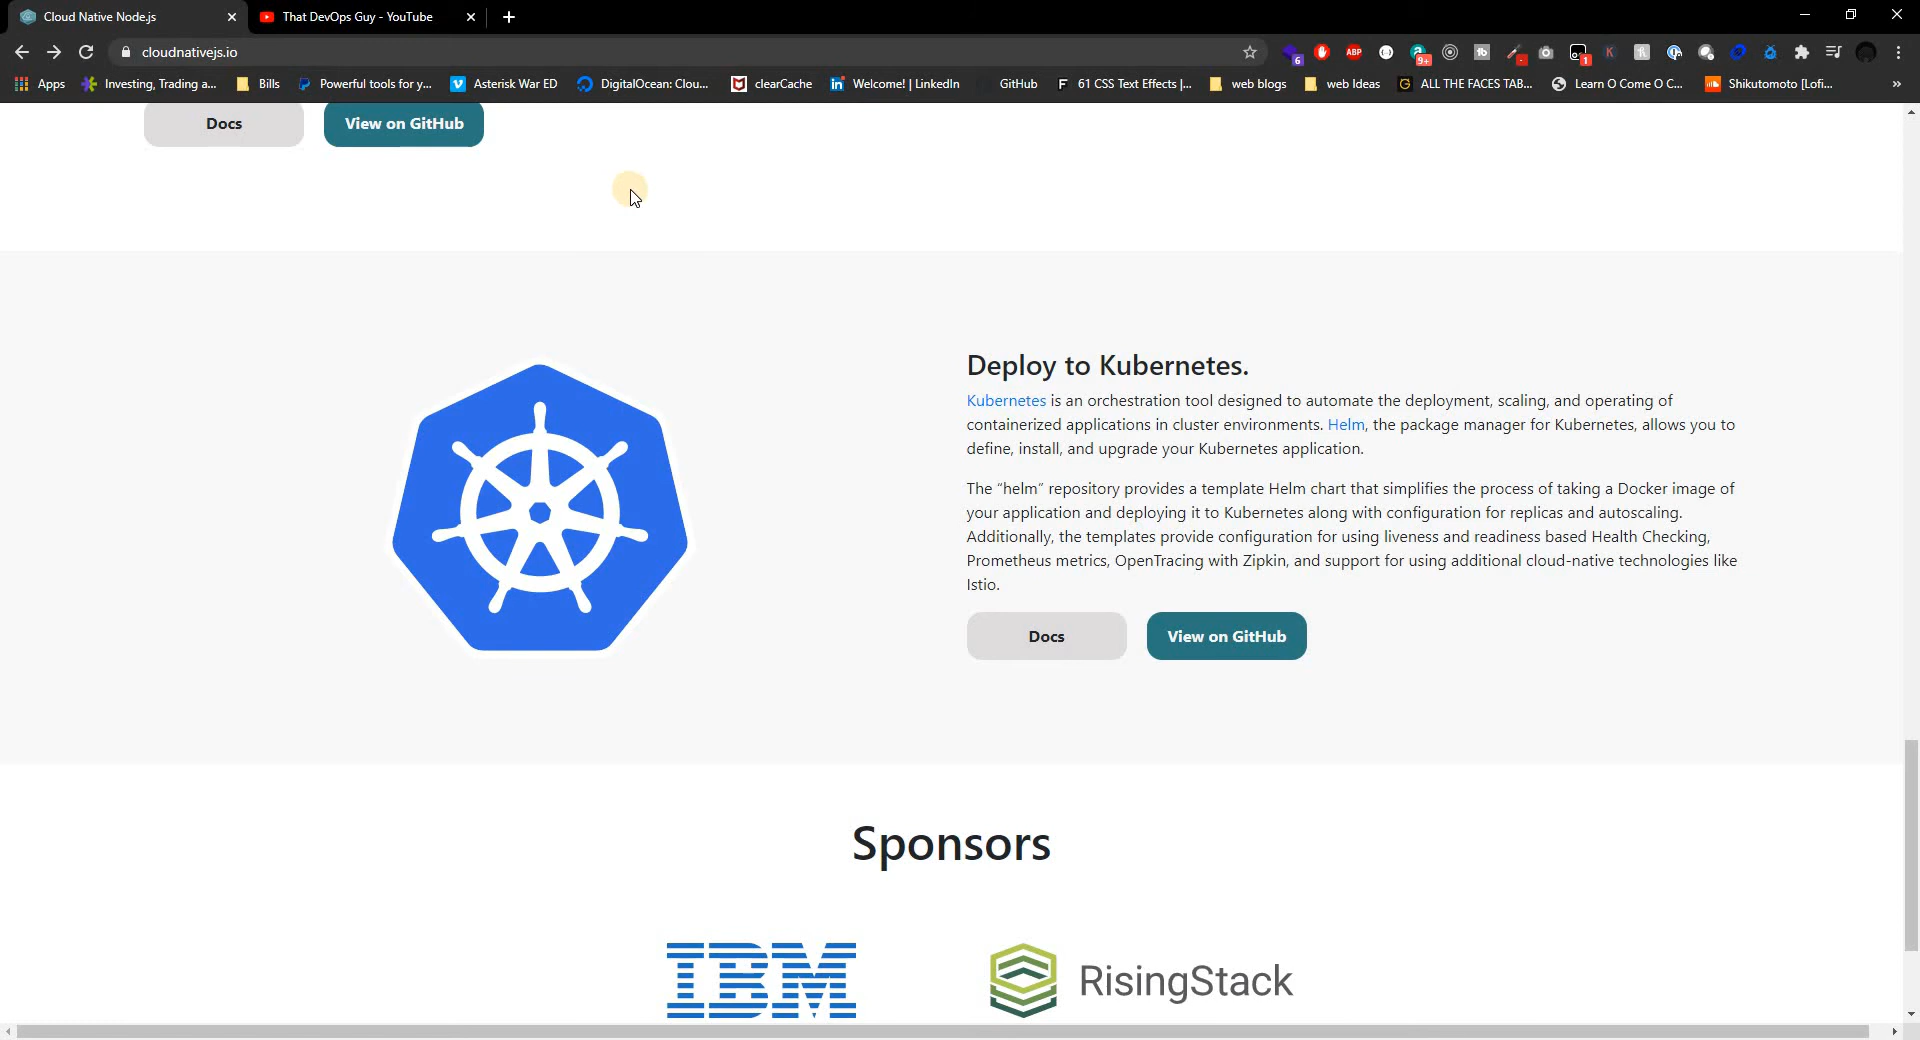 Cloud Native Node.js
That DevOps Guy - YouTube
cloudnativejs.io
6
ABP
9+
1
K
Apps
Investing, Trading a...
Bills
Powerful tools for y...
Asterisk War ED
DigitalOcean: Clou...
clearCache
Welcome! | LinkedIn
GitHub
61 CSS Text Effects |...
web blogs
web Ideas
ALL THE FACES TAB...
Learn O Come O C...
Shikutomoto [Lofi...
»
Docs
View on GitHub
Deploy to Kubernetes.
Kubernetes is an orchestration tool designed to automate the deployment, scaling, and operating of
containerized applications in cluster environments. Helm, the package manager for Kubernetes, allows you to
define, install, and upgrade your Kubernetes application.
The “helm” repository provides a template Helm chart that simplifies the process of taking a Docker image of
your application and deploying it to Kubernetes along with configuration for replicas and autoscaling.
Additionally, the templates provide configuration for using liveness and readiness based Health Checking,
Prometheus metrics, OpenTracing with Zipkin, and support for using additional cloud-native technologies like
Istio.
Docs
View on GitHub
Sponsors
IBM
RisingStack